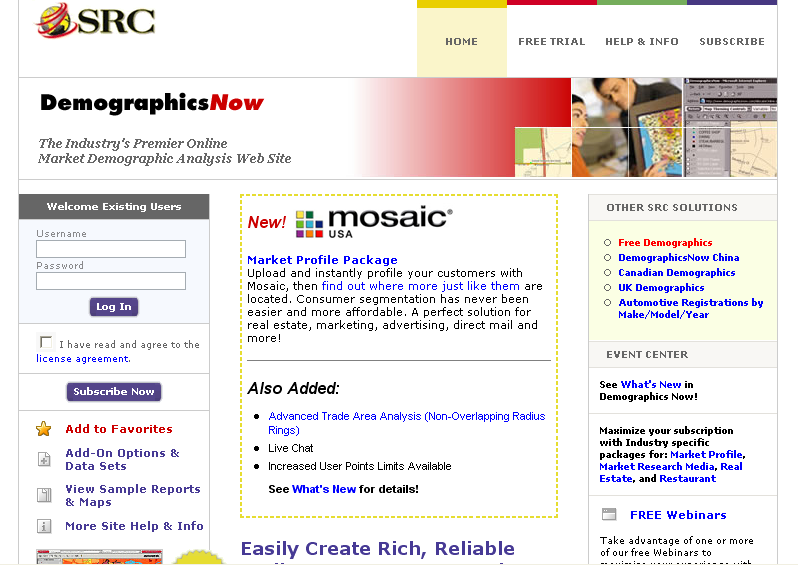 SRC
HOME
FREE TRIAL
HELP & INFO
SUBSCRIBE
DemographicsNow
The Industry's Premier Online
Market Demographic Analysis Web Site
Welcome Existing Users
Username
Password
Log In
I have read and agree to the
license agreement.
Subscribe Now
Add to Favorites
Add-On Options &
Data Sets
View Sample Reports
& Maps
More Site Help & Info
New! mosaic®
USA
Market Profile Package
Upload and instantly profile your customers with
Mosaic, then find out where more just like them are
located. Consumer segmentation has never been
easier and more affordable. A perfect solution for
real estate, marketing, advertising, direct mail and
more!
Also Added:
Advanced Trade Area Analysis (Non-Overlapping Radius
Rings)
Live Chat
Increased User Points Limits Available
See What's New for details!
Easily Create Rich, Reliable
OTHER SRC SOLUTIONS
Free Demographics
DemographicsNow China
Canadian Demographics
UK Demographics
Automotive Registrations by
Make/Model/Year
EVENT CENTER
See What's New in
Demographics Now!
Maximize your subscription
with Industry specific
packages for: Market Profile,
Market Research Media, Real
Estate, and Restaurant
FREE Webinars
Take advantage of one or more
of our free Webinars to
maximize your experience with